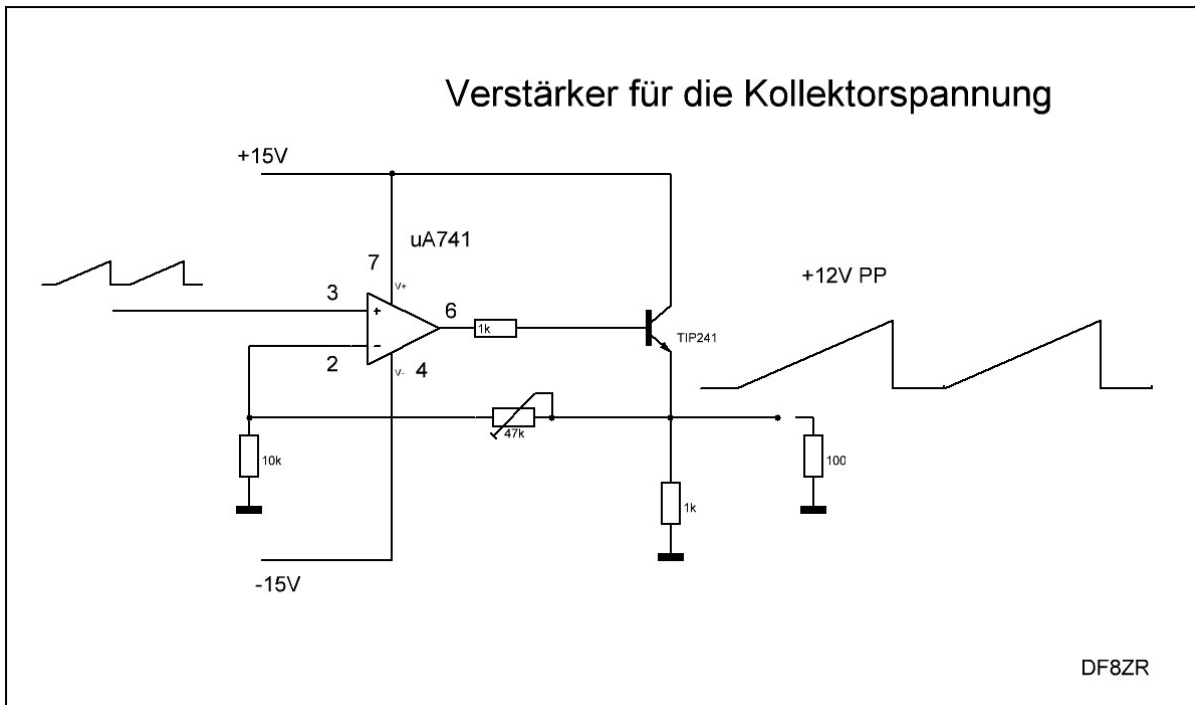 Verstärker für die Kollektorspannung
+15V
uA741
7
V+
+12V PP
3
+
6
1k
TIP241
2
−
V-
4
47k
10k
100
1k
-15V
DF8ZR